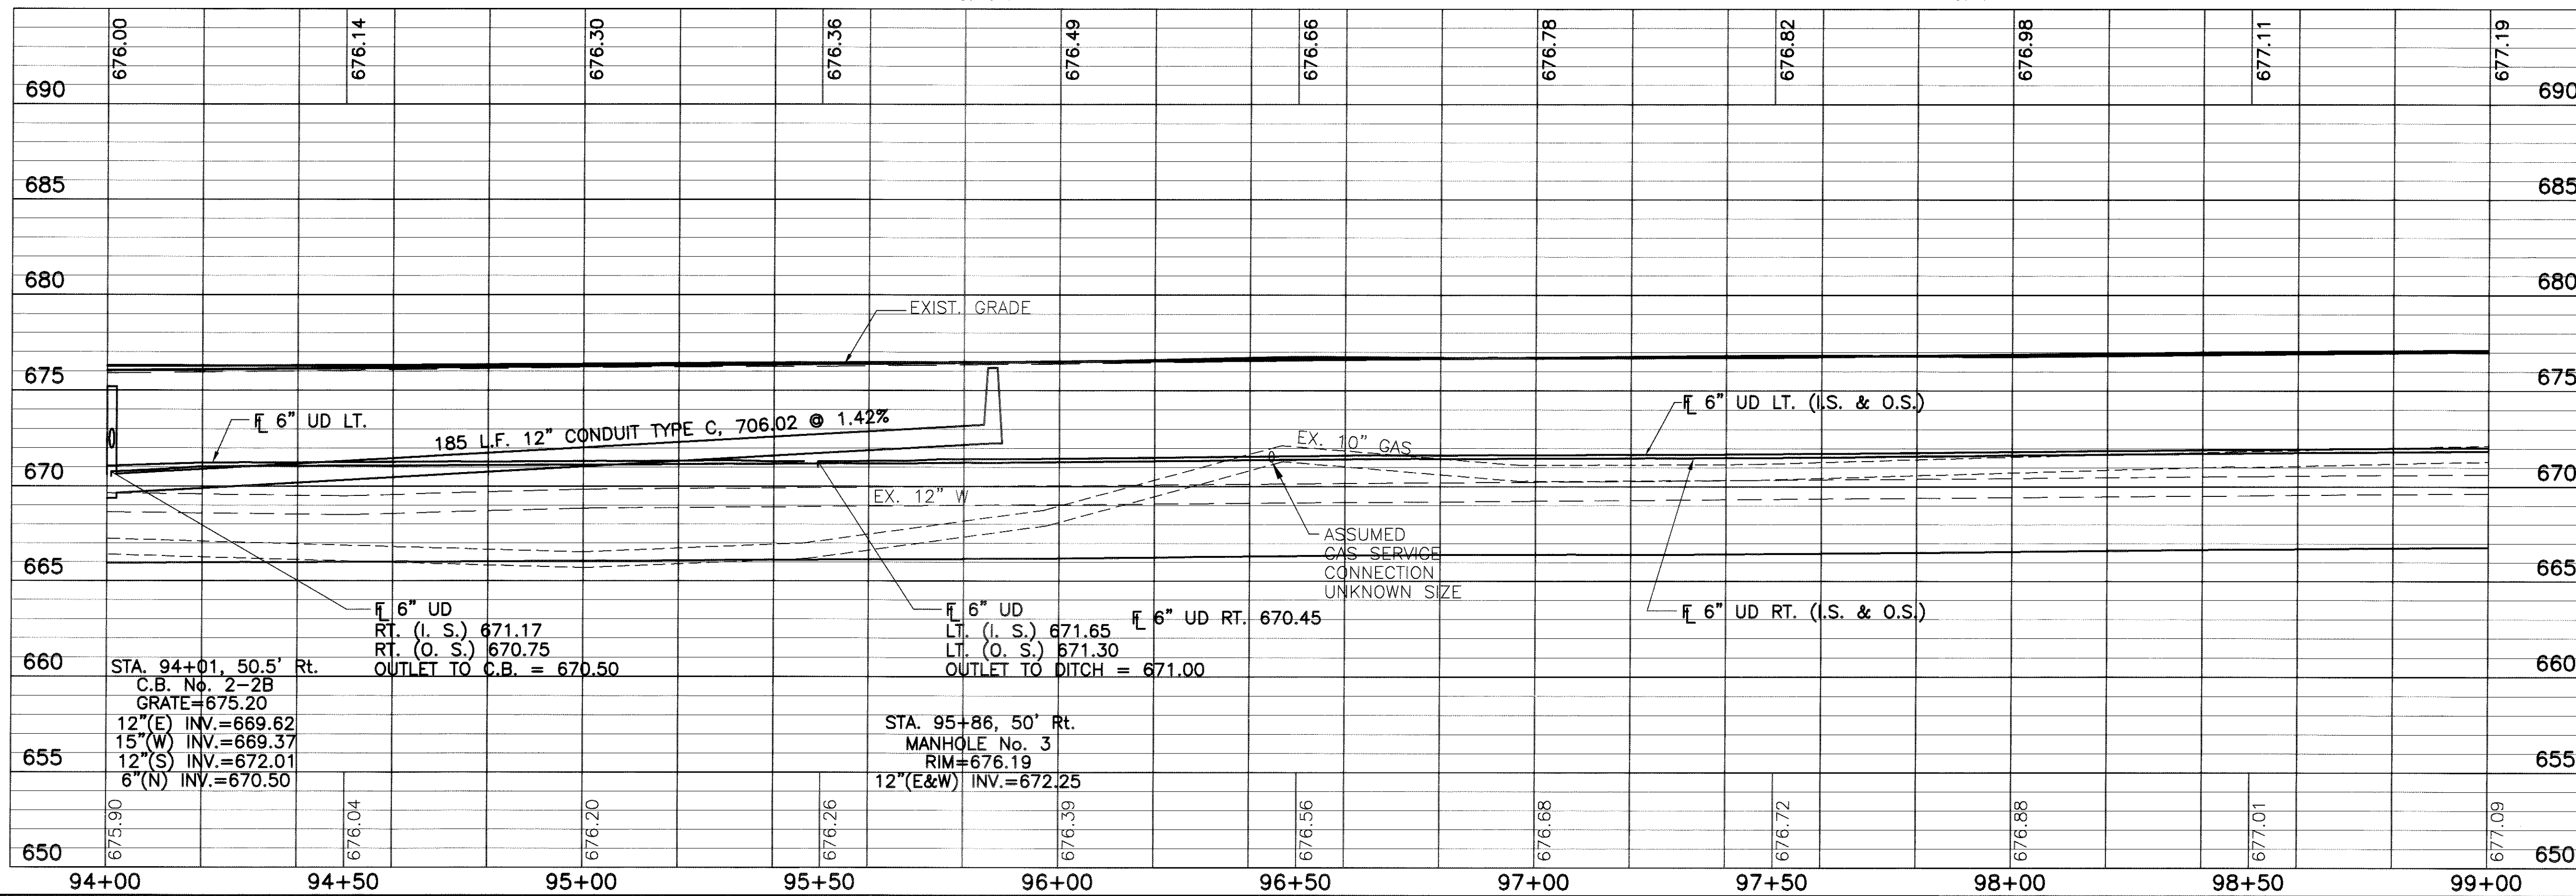 676.00 676.14 676.30 676.36 676.49 676.66 676.78 676.82 676.98 677.11 677.19
690 690
685 685
680 680
EXIST. GRADE
675 675
FL 6" UD LT.
185 L.F. 12" CONDUIT TYPE C, 706.02 @ 1.42%
FL 6" UD LT. (I.S. & O.S.)
EX. 10" GAS
670 670
EX. 12" W
ASSUMED
GAS SERVICE
CONNECTION
UNKNOWN SIZE
665 665
FL 6" UD
RT. (I. S.) 671.17
RT. (O. S.) 670.75
OUTLET TO C.B. = 670.50
FL 6" UD
LT. (I. S.) 671.65
LT. (O. S.) 671.30
OUTLET TO DITCH = 671.00
FL 6" UD RT. 670.45
FL 6" UD RT. (I.S. & O.S.)
660 660
STA. 94+01, 50.5' Rt.
C.B. No. 2-2B
GRATE=675.20
12"(E) INV.=669.62
15"(W) INV.=669.37
12"(S) INV.=672.01
6"(N) INV.=670.50
STA. 95+86, 50' Rt.
MANHOLE No. 3
RIM=676.19
12"(E&W) INV.=672.25
655 655
675.90 676.04 676.20 676.26 676.39 676.56 676.68 676.72 676.88 677.01 677.09
650 650
94+00 94+50 95+00 95+50 96+00 96+50 97+00 97+50 98+00 98+50 99+00